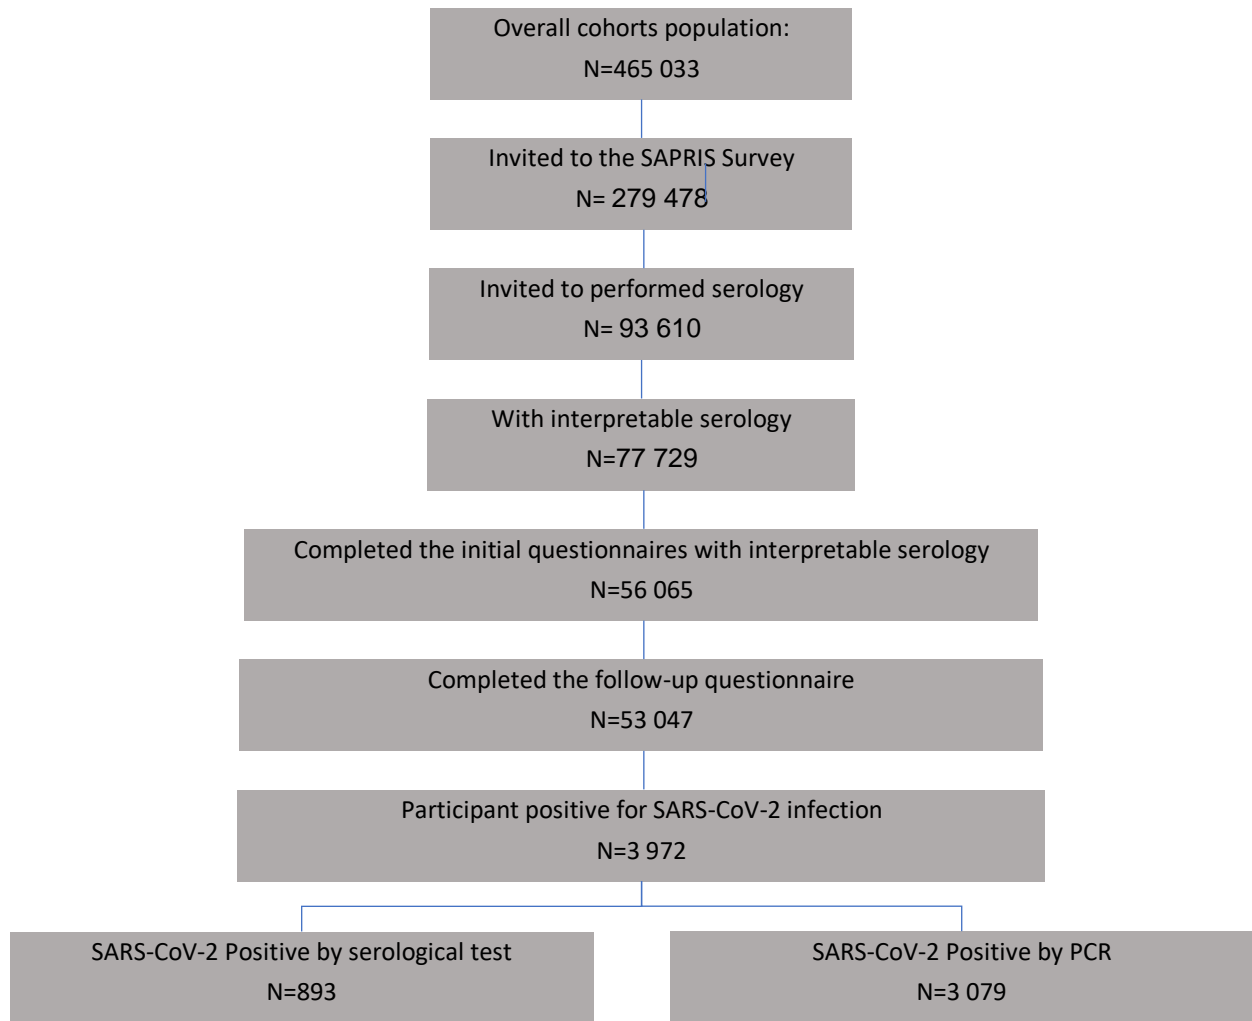 Overall cohorts population:
N=465 033
Invited to the SAPRIS Survey
N= 279 478
Invited to performed serology
N= 93 610
With interpretable serology
N=77 729
Completed the initial questionnaires with interpretable serology
N=56 065
Completed the follow-up questionnaire
N=53 047
Participant positive for SARS-CoV-2 infection
N=3 972
SARS-CoV-2 Positive by serological test
N=893
SARS-CoV-2 Positive by PCR
N=3 079